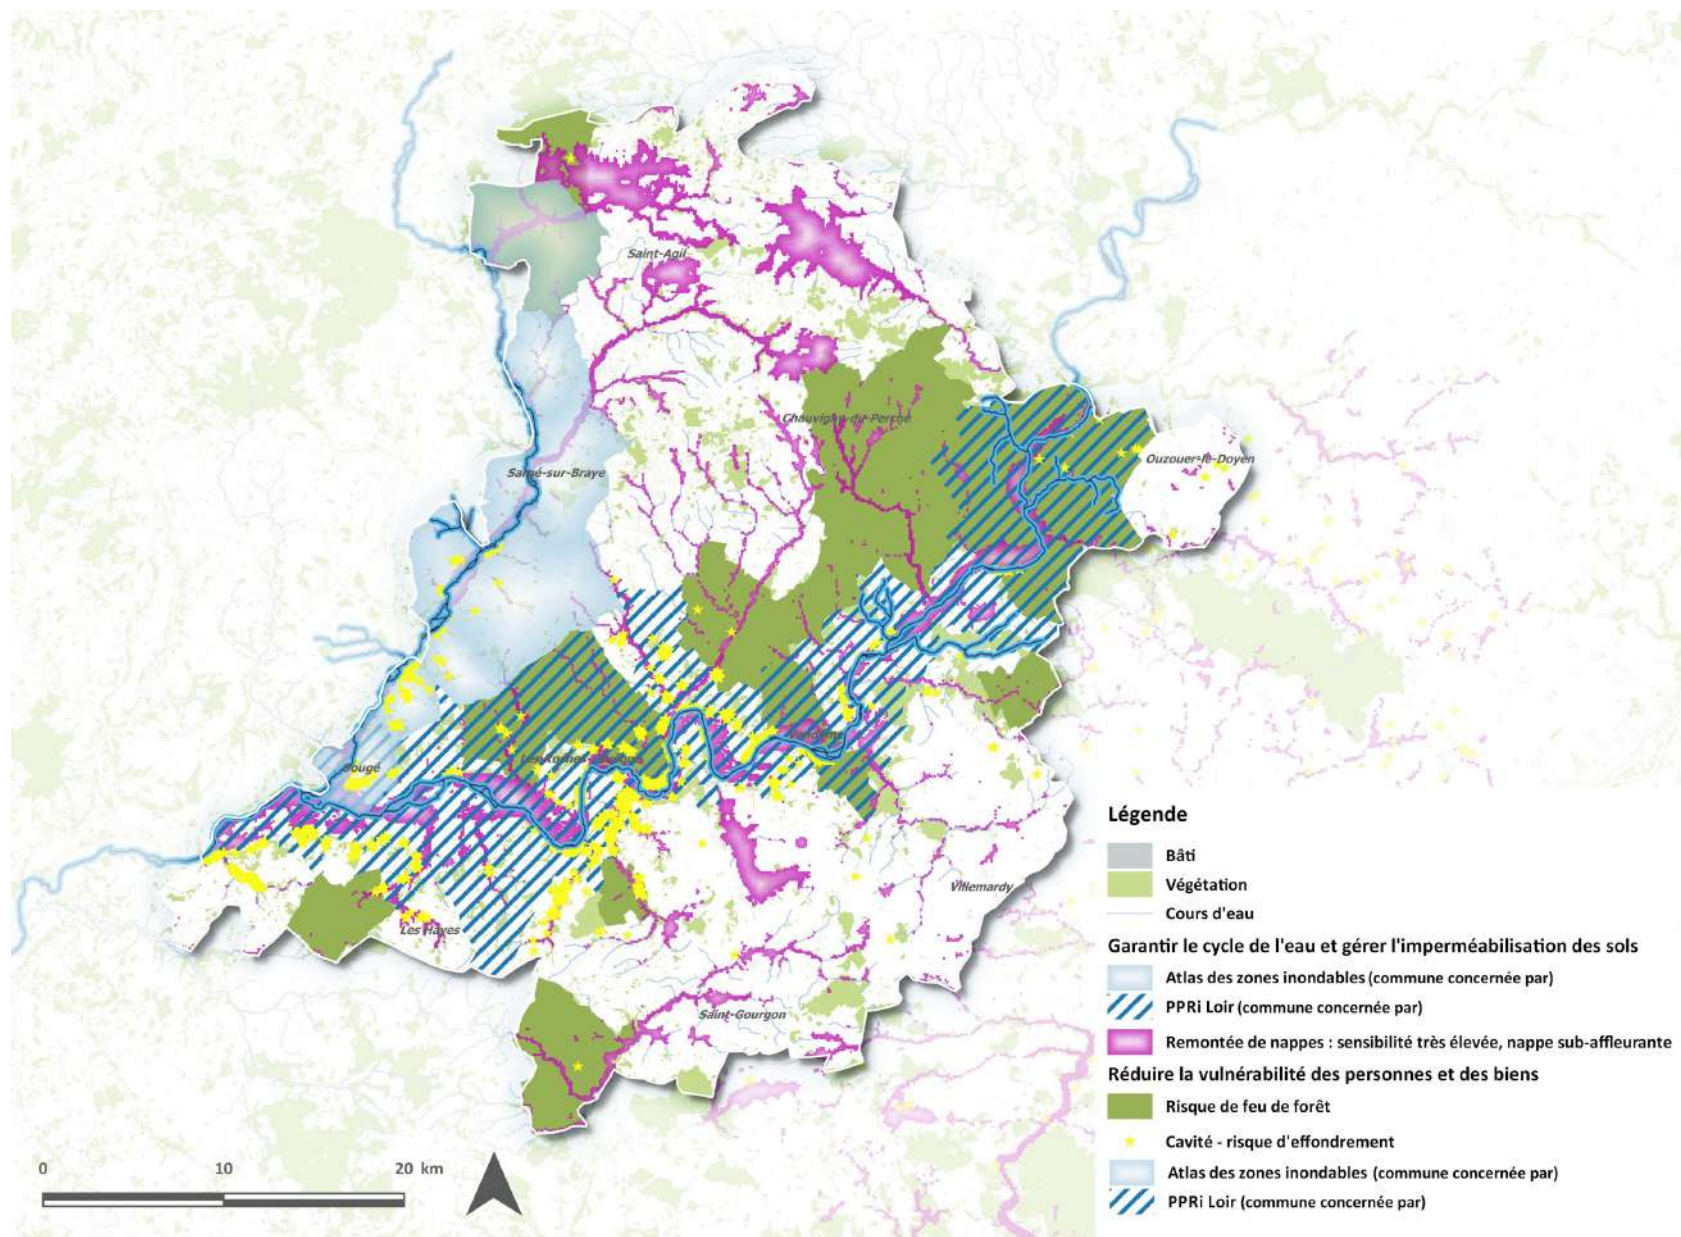 Saint-Agil
Chauvigny-du-Perche
Ouzouer-le-Doyen
Sargé-sur-Braye
Vendôme
Sougé
Villemardy
Les Hayes
Saint-Gourgon
Légende
Bâti
Végétation
Cours d'eau
Garantir le cycle de l'eau et gérer l'imperméabilisation des sols
Atlas des zones inondables (commune concernée par)
PPRi Loir (commune concernée par)
Remontée de nappes : sensibilité très élevée, nappe sub-affleurante
Réduire la vulnérabilité des personnes et des biens
Risque de feu de forêt
Cavité - risque d'effondrement
Atlas des zones inondables (commune concernée par)
PPRi Loir (commune concernée par)
0 10 20 km